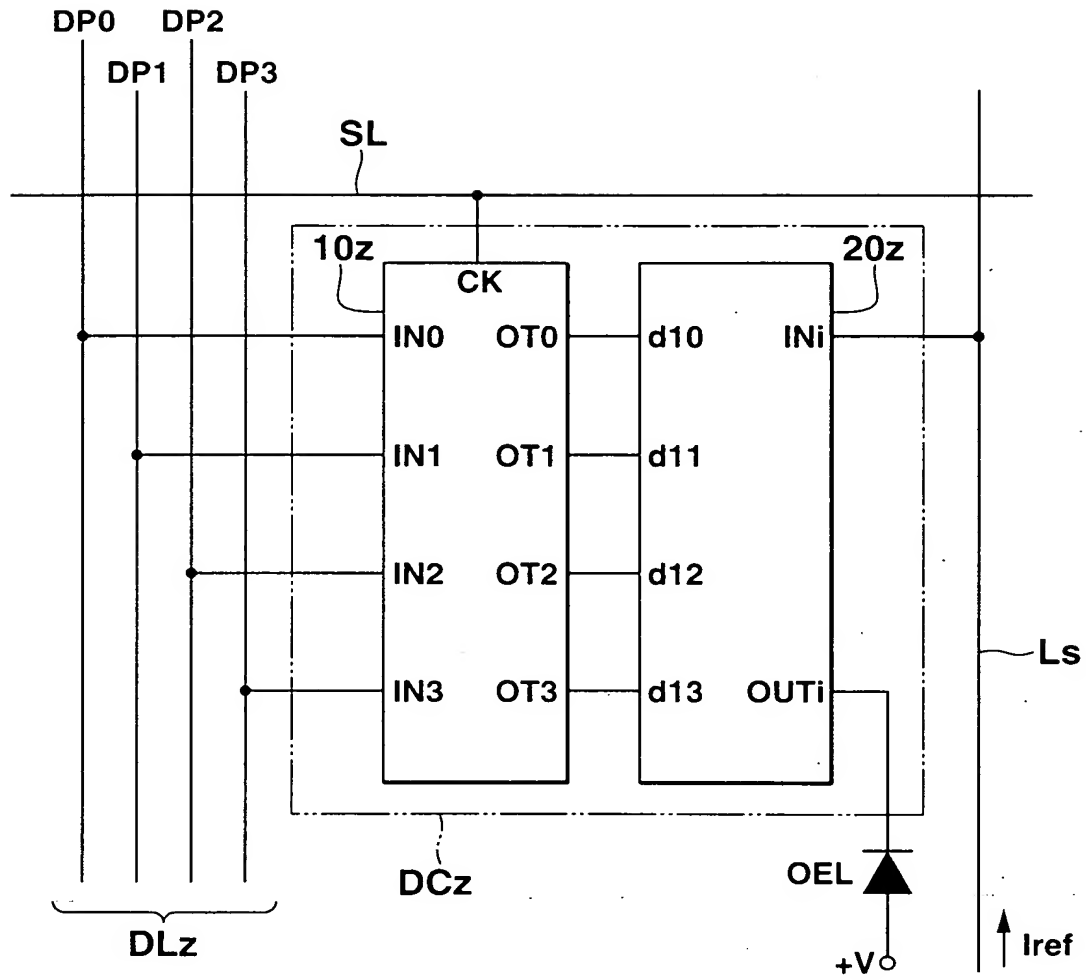 DP0 DP2
DP1 DP3
SL
10z 20z
CK
IN0 OT0 d10 INi
IN1 OT1 d11
IN2 OT2 d12
Ls
IN3 OT3 d13 OUTi
DCz OEL
DLz
+V Iref